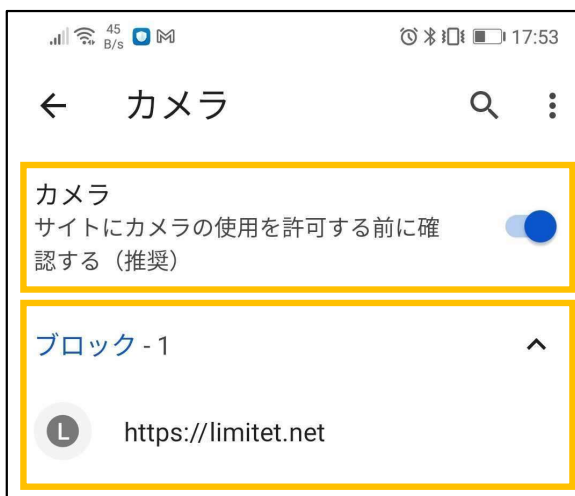 45
B/s
17:53
カメラ
カメラ
サイトにカメラの使用を許可する前に確
認する（推奨）
ブロック - 1
L
https://limitet.net